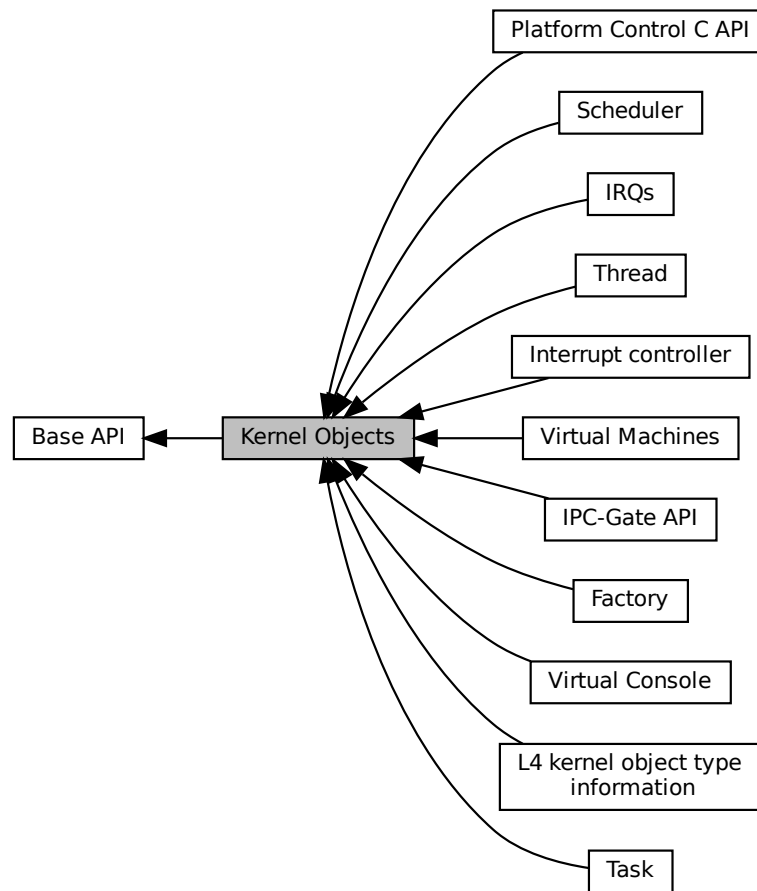 Platform Control C API
Scheduler
IRQs
Thread
Interrupt controller
Base API
Kernel Objects
Virtual Machines
IPC-Gate API
Factory
Virtual Console
L4 kernel object type
information
Task